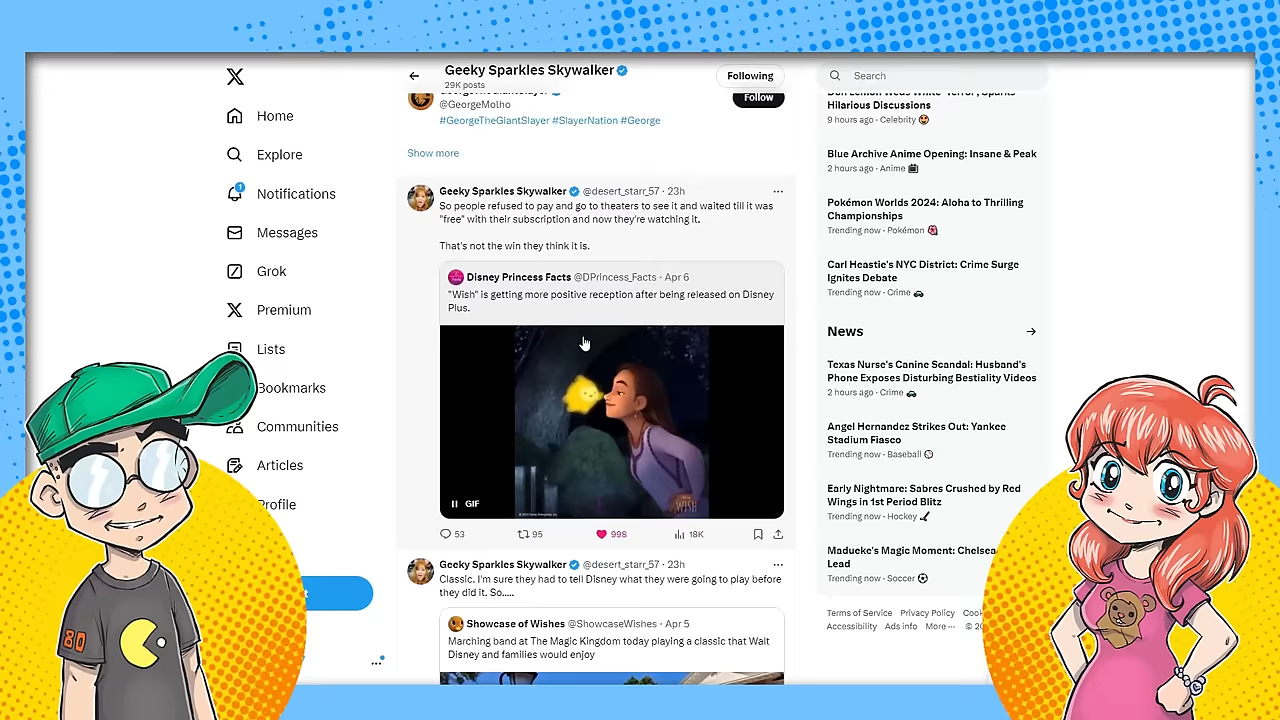 Home
Explore
1
Notifications
Messages
Grok
Premium
Lists
Bookmarks
Communities
Articles
Profile
Geeky Sparkles Skywalker
29K posts
Following
@GeorgeMolho
Follow
#GeorgeTheGiantSlayer #SlayerNation #George
Show more
Geeky Sparkles Skywalker @desert_starr_57 · 23h
So people refused to pay and go to theaters to see it and waited till it was
"free" with their subscription and now they're watching it.
That's not the win they think it is.
Disney Princess Facts @DPrincess_Facts · Apr 6
"Wish" is getting more positive reception after being released on Disney
Plus.
WISH
GIF
53
95
998
18K
Geeky Sparkles Skywalker @desert_starr_57 · 23h
Classic. I'm sure they had to tell Disney what they were going to play before
they did it. So.....
Showcase of Wishes @ShowcaseWishes · Apr 5
Marching band at The Magic Kingdom today playing a classic that Walt
Disney and families would enjoy
Search
Don Lemon Weds White "Terror", Sparks
Hilarious Discussions
9 hours ago · Celebrity
Blue Archive Anime Opening: Insane & Peak
2 hours ago · Anime
Pokémon Worlds 2024: Aloha to Thrilling
Championships
Trending now · Pokémon
Carl Heastie's NYC District: Crime Surge
Ignites Debate
Trending now · Crime
News
Texas Nurse's Canine Scandal: Husband's
Phone Exposes Disturbing Bestiality Videos
2 hours ago · Crime
Angel Hernandez Strikes Out: Yankee
Stadium Fiasco
Trending now · Baseball
Early Nightmare: Sabres Crushed by Red
Wings in 1st Period Blitz
Trending now · Hockey
Madueke's Magic Moment: Chelsea
Lead
Trending now · Soccer
Terms of Service Privacy Policy Cook
Accessibility Ads info More ··· © 20
80